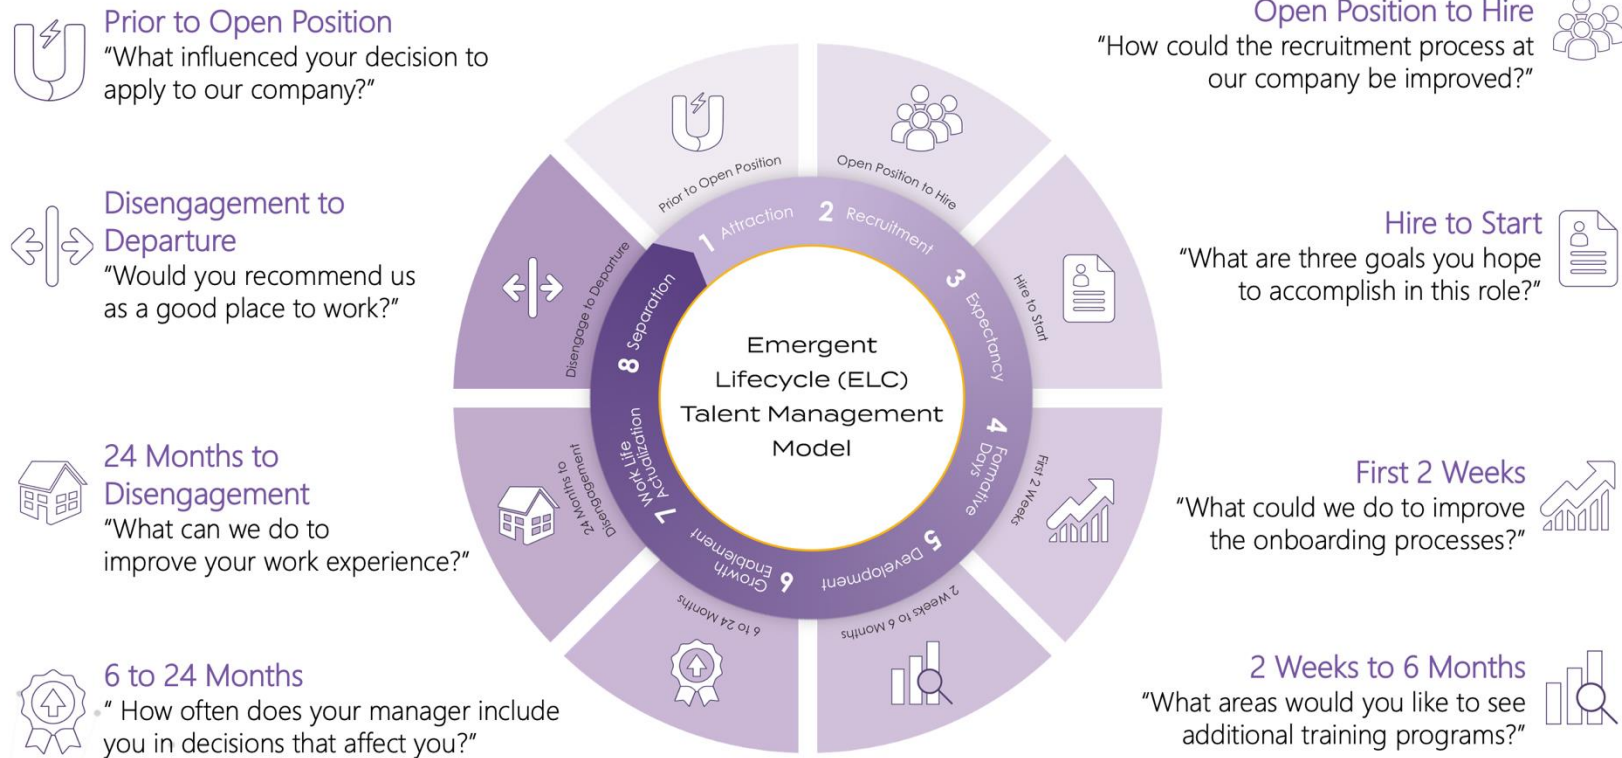 Prior to Open Position
“What influenced your decision to
apply to our company?”
Open Position to Hire
“How could the recruitment process at
our company be improved?”
Disengagement to
Departure
“Would you recommend us
as a good place to work?”
Hire to Start
“What are three goals you hope
to accomplish in this role?”
24 Months to
Disengagement
“What can we do to
improve your work experience?”
First 2 Weeks
“What could we do to improve
the onboarding processes?”
6 to 24 Months
“ How often does your manager include
you in decisions that affect you?”
2 Weeks to 6 Months
“What areas would you like to see
additional training programs?”
Prior to Open Position
Open Position to Hire
Hire to Start
First 2 Weeks
2 Weeks to 6 Months
6 to 24 Months
24 Months to
Disengagement
Disengage to Departure
1 Attraction
2 Recruitment
3 Expectancy
4 Formative
Days
5 Development
6 Growth
Enablement
7 Work Life
Actualization
8 Separation
Emergent
Lifecycle (ELC)
Talent Management
Model